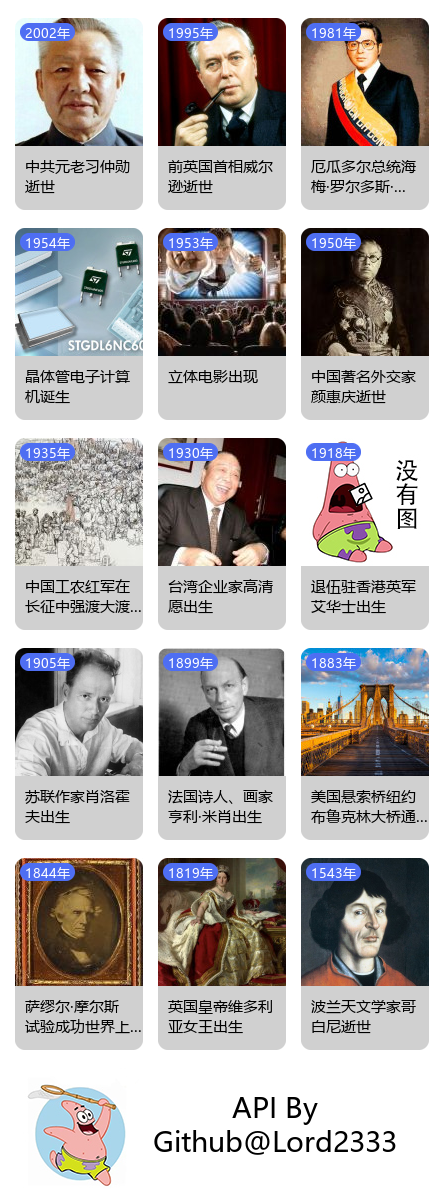 2002年
中共元老习仲勋
逝世
1995年
前英国首相威尔
逊逝世
1981年
厄瓜多尔总统海
梅·罗尔多斯·...
1954年
STGDL6NC60
晶体管电子计算
机诞生
1953年
立体电影出现
1950年
中国著名外交家
颜惠庆逝世
1935年
中国工农红军在
长征中强渡大渡...
1930年
台湾企业家高清
愿出生
1918年
没有图
退伍驻香港英军
艾华士出生
1905年
苏联作家肖洛霍
夫出生
1899年
法国诗人、画家
亨利·米肖出生
1883年
美国悬索桥纽约
布鲁克林大桥通...
1844年
萨缪尔·摩尔斯
试验成功世界上...
1819年
英国皇帝维多利
亚女王出生
1543年
波兰天文学家哥
白尼逝世
API By
Github@Lord2333